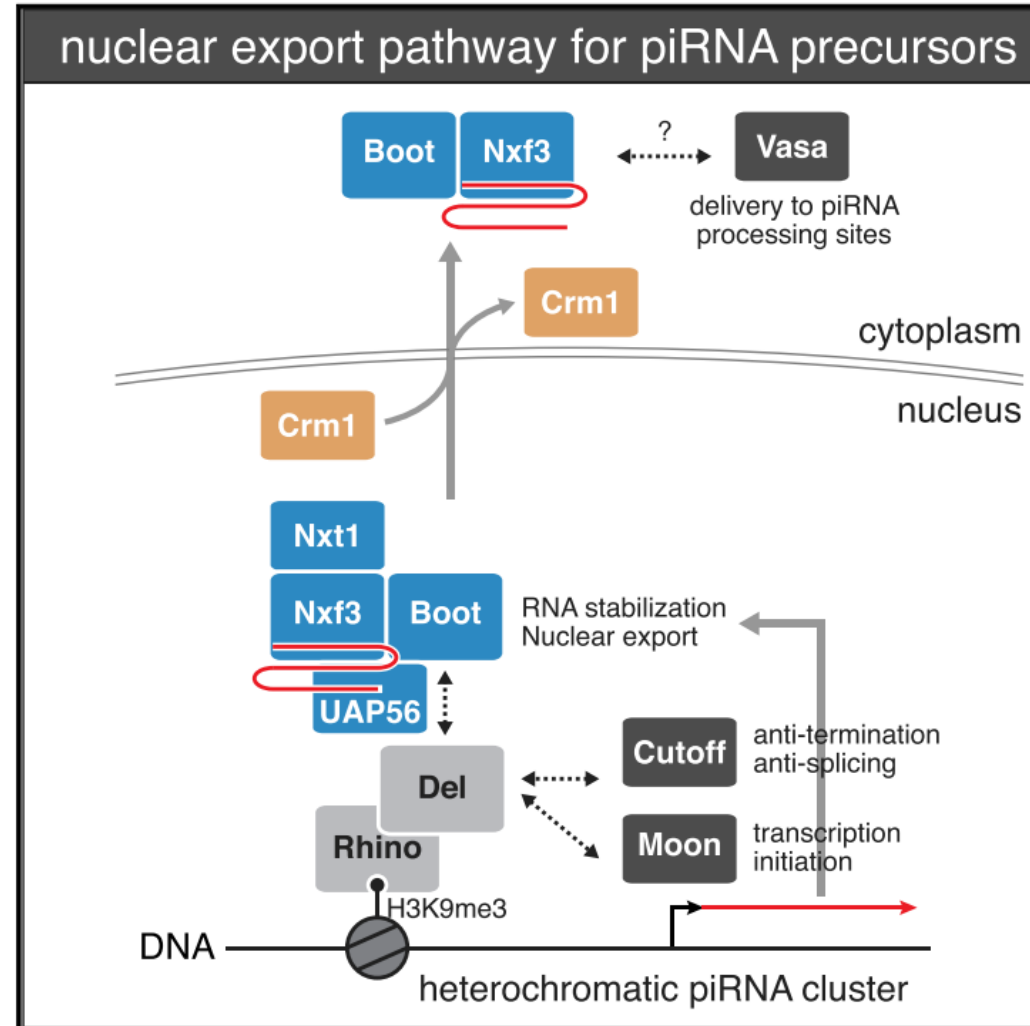 nuclear export pathway for piRNA precursors
Boot
Nxf3
?
Vasa
delivery to piRNA
processing sites
Crm1
cytoplasm
nucleus
Crm1
Nxt1
Nxf3
Boot
RNA stabilization
Nuclear export
UAP56
Del
Cutoff
anti-termination
anti-splicing
Rhino
Moon
transcription
initiation
H3K9me3
DNA
heterochromatic piRNA cluster